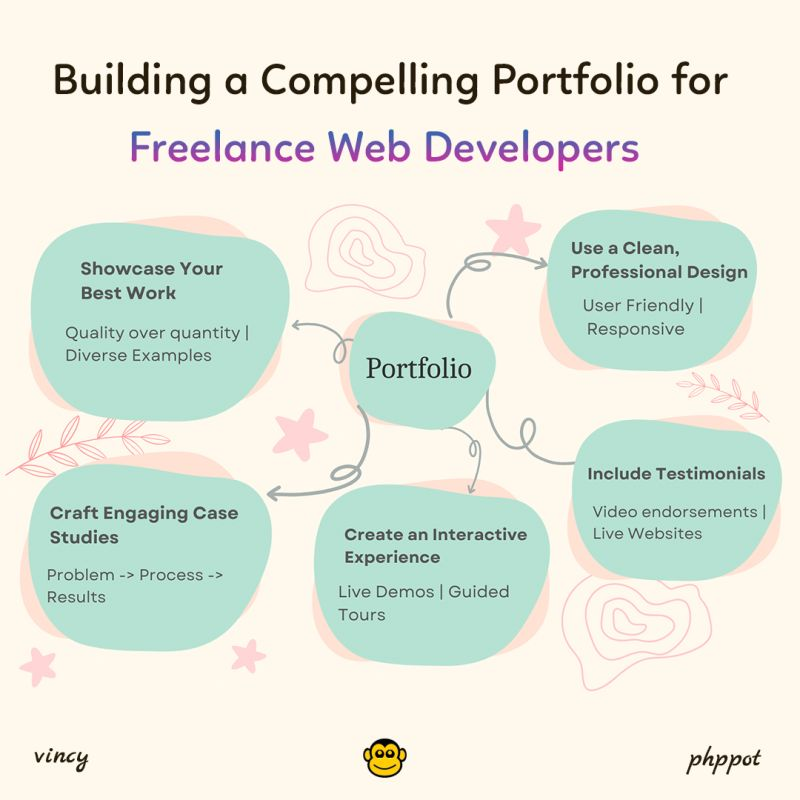 Building a Compelling Portfolio for
Freelance Web Developers
Showcase Your
Best Work
Quality over quantity |
Diverse Examples
Use a Clean,
Professional Design
User Friendly |
Responsive
Portfolio
Include Testimonials
Video endorsements |
Live Websites
Craft Engaging Case
Studies
Problem -> Process ->
Results
Create an Interactive
Experience
Live Demos | Guided
Tours
vincy
phppot